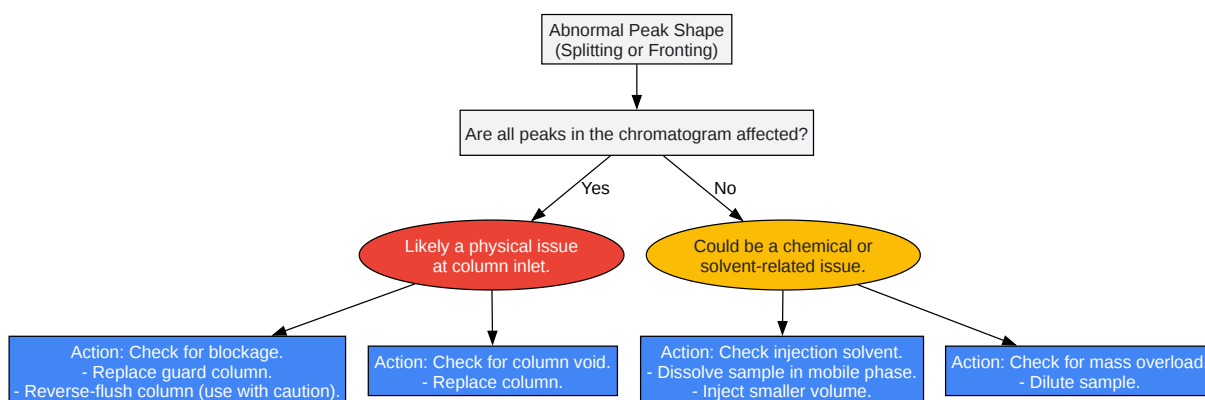 Abnormal Peak Shape
(Splitting or Fronting)
Are all peaks in the chromatogram affected?
Yes
No
Likely a physical issue
at column inlet.
Could be a chemical or
solvent-related issue.
Action: Check for blockage.
- Replace guard column.
- Reverse-flush column (use with caution).
Action: Check for column void.
- Replace column.
Action: Check injection solvent.
- Dissolve sample in mobile phase.
- Inject smaller volume.
Action: Check for mass overload.
- Dilute sample.